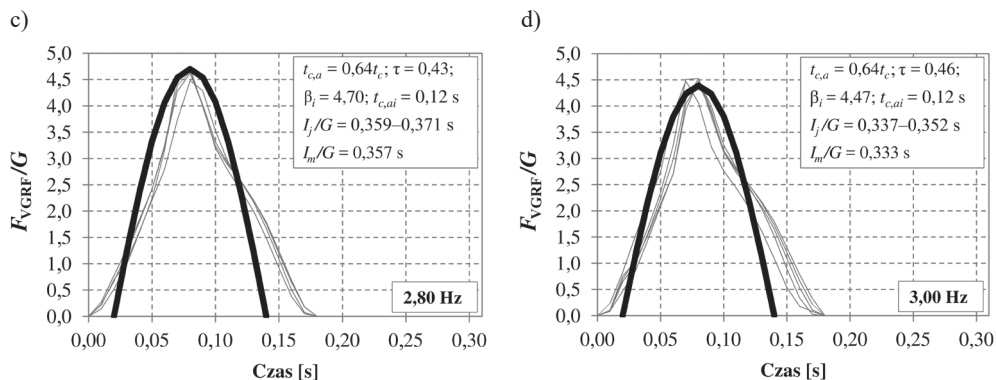 c)
5,0
4,5
4,0
3,5
3,0
2,5
2,0
1,5
1,0
0,5
0,0
F_VGRF/G
t_c,a = 0,64t_c; τ = 0,43;
β_i = 4,70; t_c,ai = 0,12 s
I_j/G = 0,359–0,371 s
I_m/G = 0,357 s
2,80 Hz
0,00 0,05 0,10 0,15 0,20 0,25 0,30
Czas [s]
d)
5,0
4,5
4,0
3,5
3,0
2,5
2,0
1,5
1,0
0,5
0,0
F_VGRF/G
t_c,a = 0,64t_c; τ = 0,46;
β_i = 4,47; t_c,ai = 0,12 s
I_j/G = 0,337–0,352 s
I_m/G = 0,333 s
3,00 Hz
0,00 0,05 0,10 0,15 0,20 0,25 0,30
Czas [s]